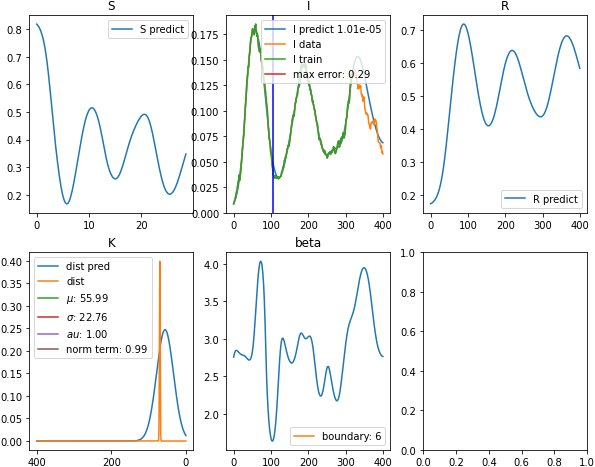 S
0.8
0.7
0.6
0.5
0.4
0.3
0.2
0 10 20
S predict
I
0.175
0.150
0.125
0.100
0.075
0.050
0.025
0.000
0 100 200 300 400
I predict 1.01e-05
I data
I train
max error: 0.29
R
0.7
0.6
0.5
0.4
0.3
0.2
0 100 200 300 400
R predict
K
0.40
0.35
0.30
0.25
0.20
0.15
0.10
0.05
0.00
400 200 0
dist pred
dist
μ: 55.99
σ: 22.76
au: 1.00
norm term: 0.99
beta
4.0
3.5
3.0
2.5
2.0
0 100 200 300 400
boundary: 6
1.0
0.8
0.6
0.4
0.2
0.0
0.0 0.2 0.4 0.6 0.8 1.0